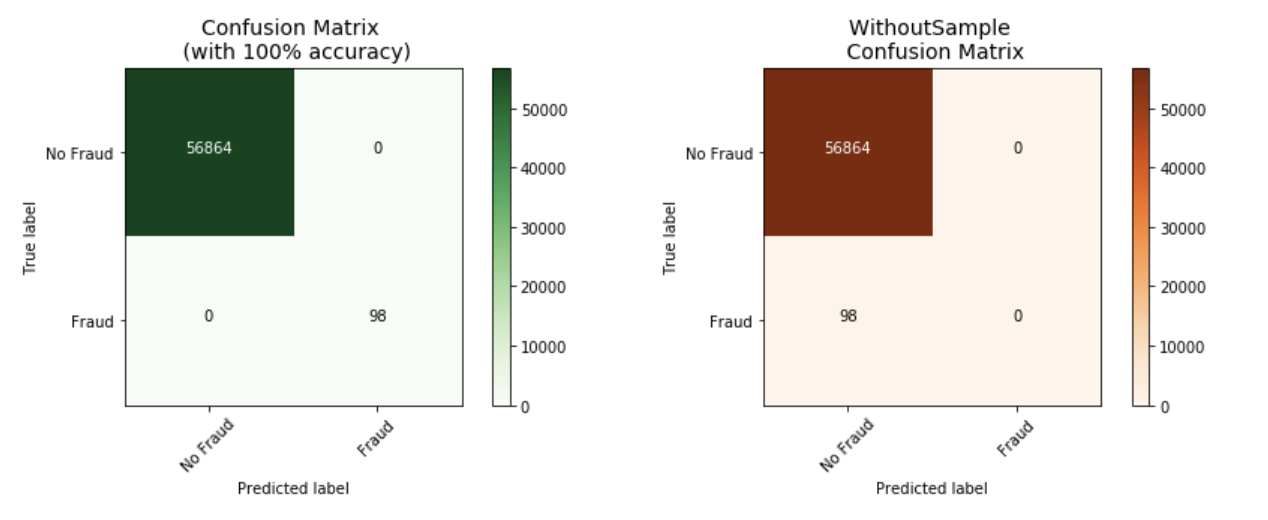 Confusion Matrix
(with 100% accuracy)
No Fraud
Fraud
True label
56864
0
0
98
No Fraud
Fraud
Predicted label
50000
40000
30000
20000
10000
0
WithoutSample
Confusion Matrix
No Fraud
Fraud
True label
56864
0
98
0
No Fraud
Fraud
Predicted label
50000
40000
30000
20000
10000
0